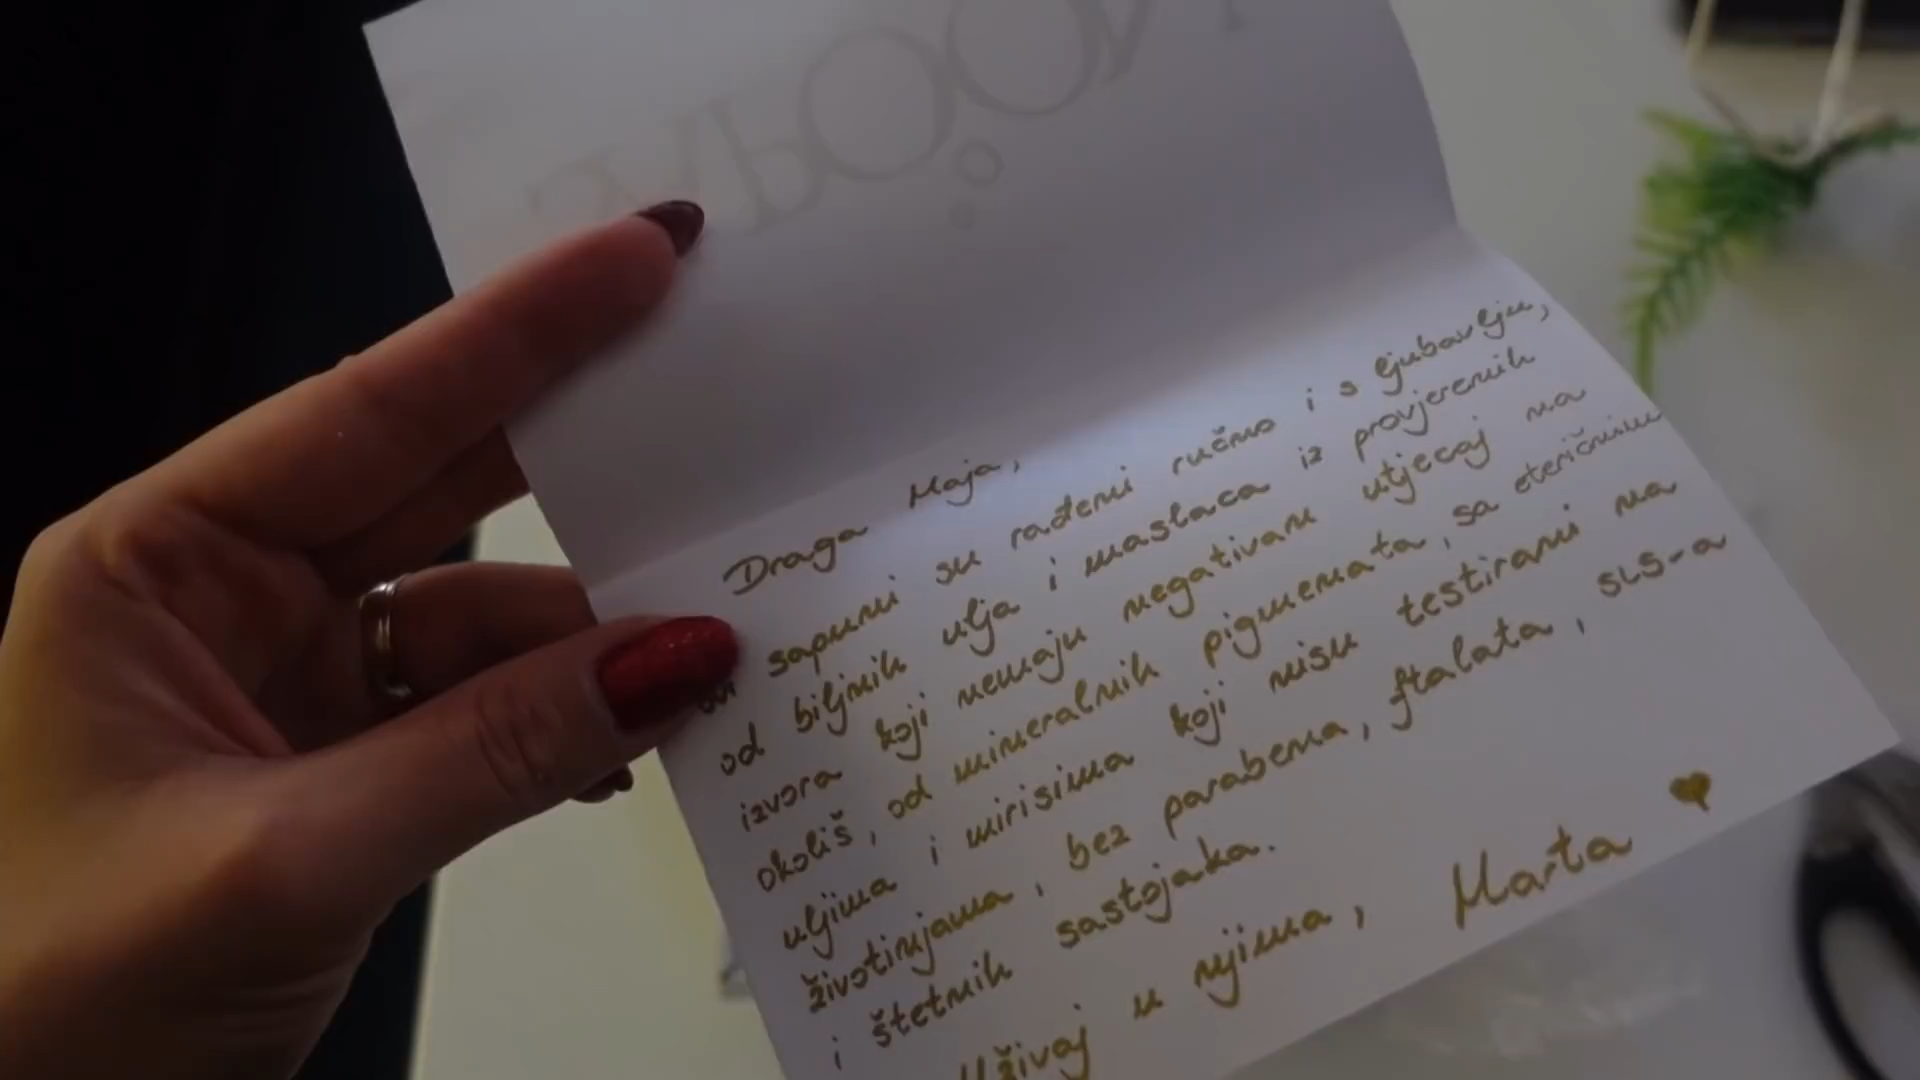 Draga Maja,
sapuni su rađeni ručno i s ljubavlju,
od biljnih ulja i maslaca iz provjerenih
izvora koji nemaju negativan utjecaj na
okoliš, od mineralnih pigmenata, sa eteričnim
uljima i mirisima koji nisu testirani na
životinjama, bez parabena, ftalata, SLS-a
i štetnih sastojaka.
Uživaj u njima, Marta